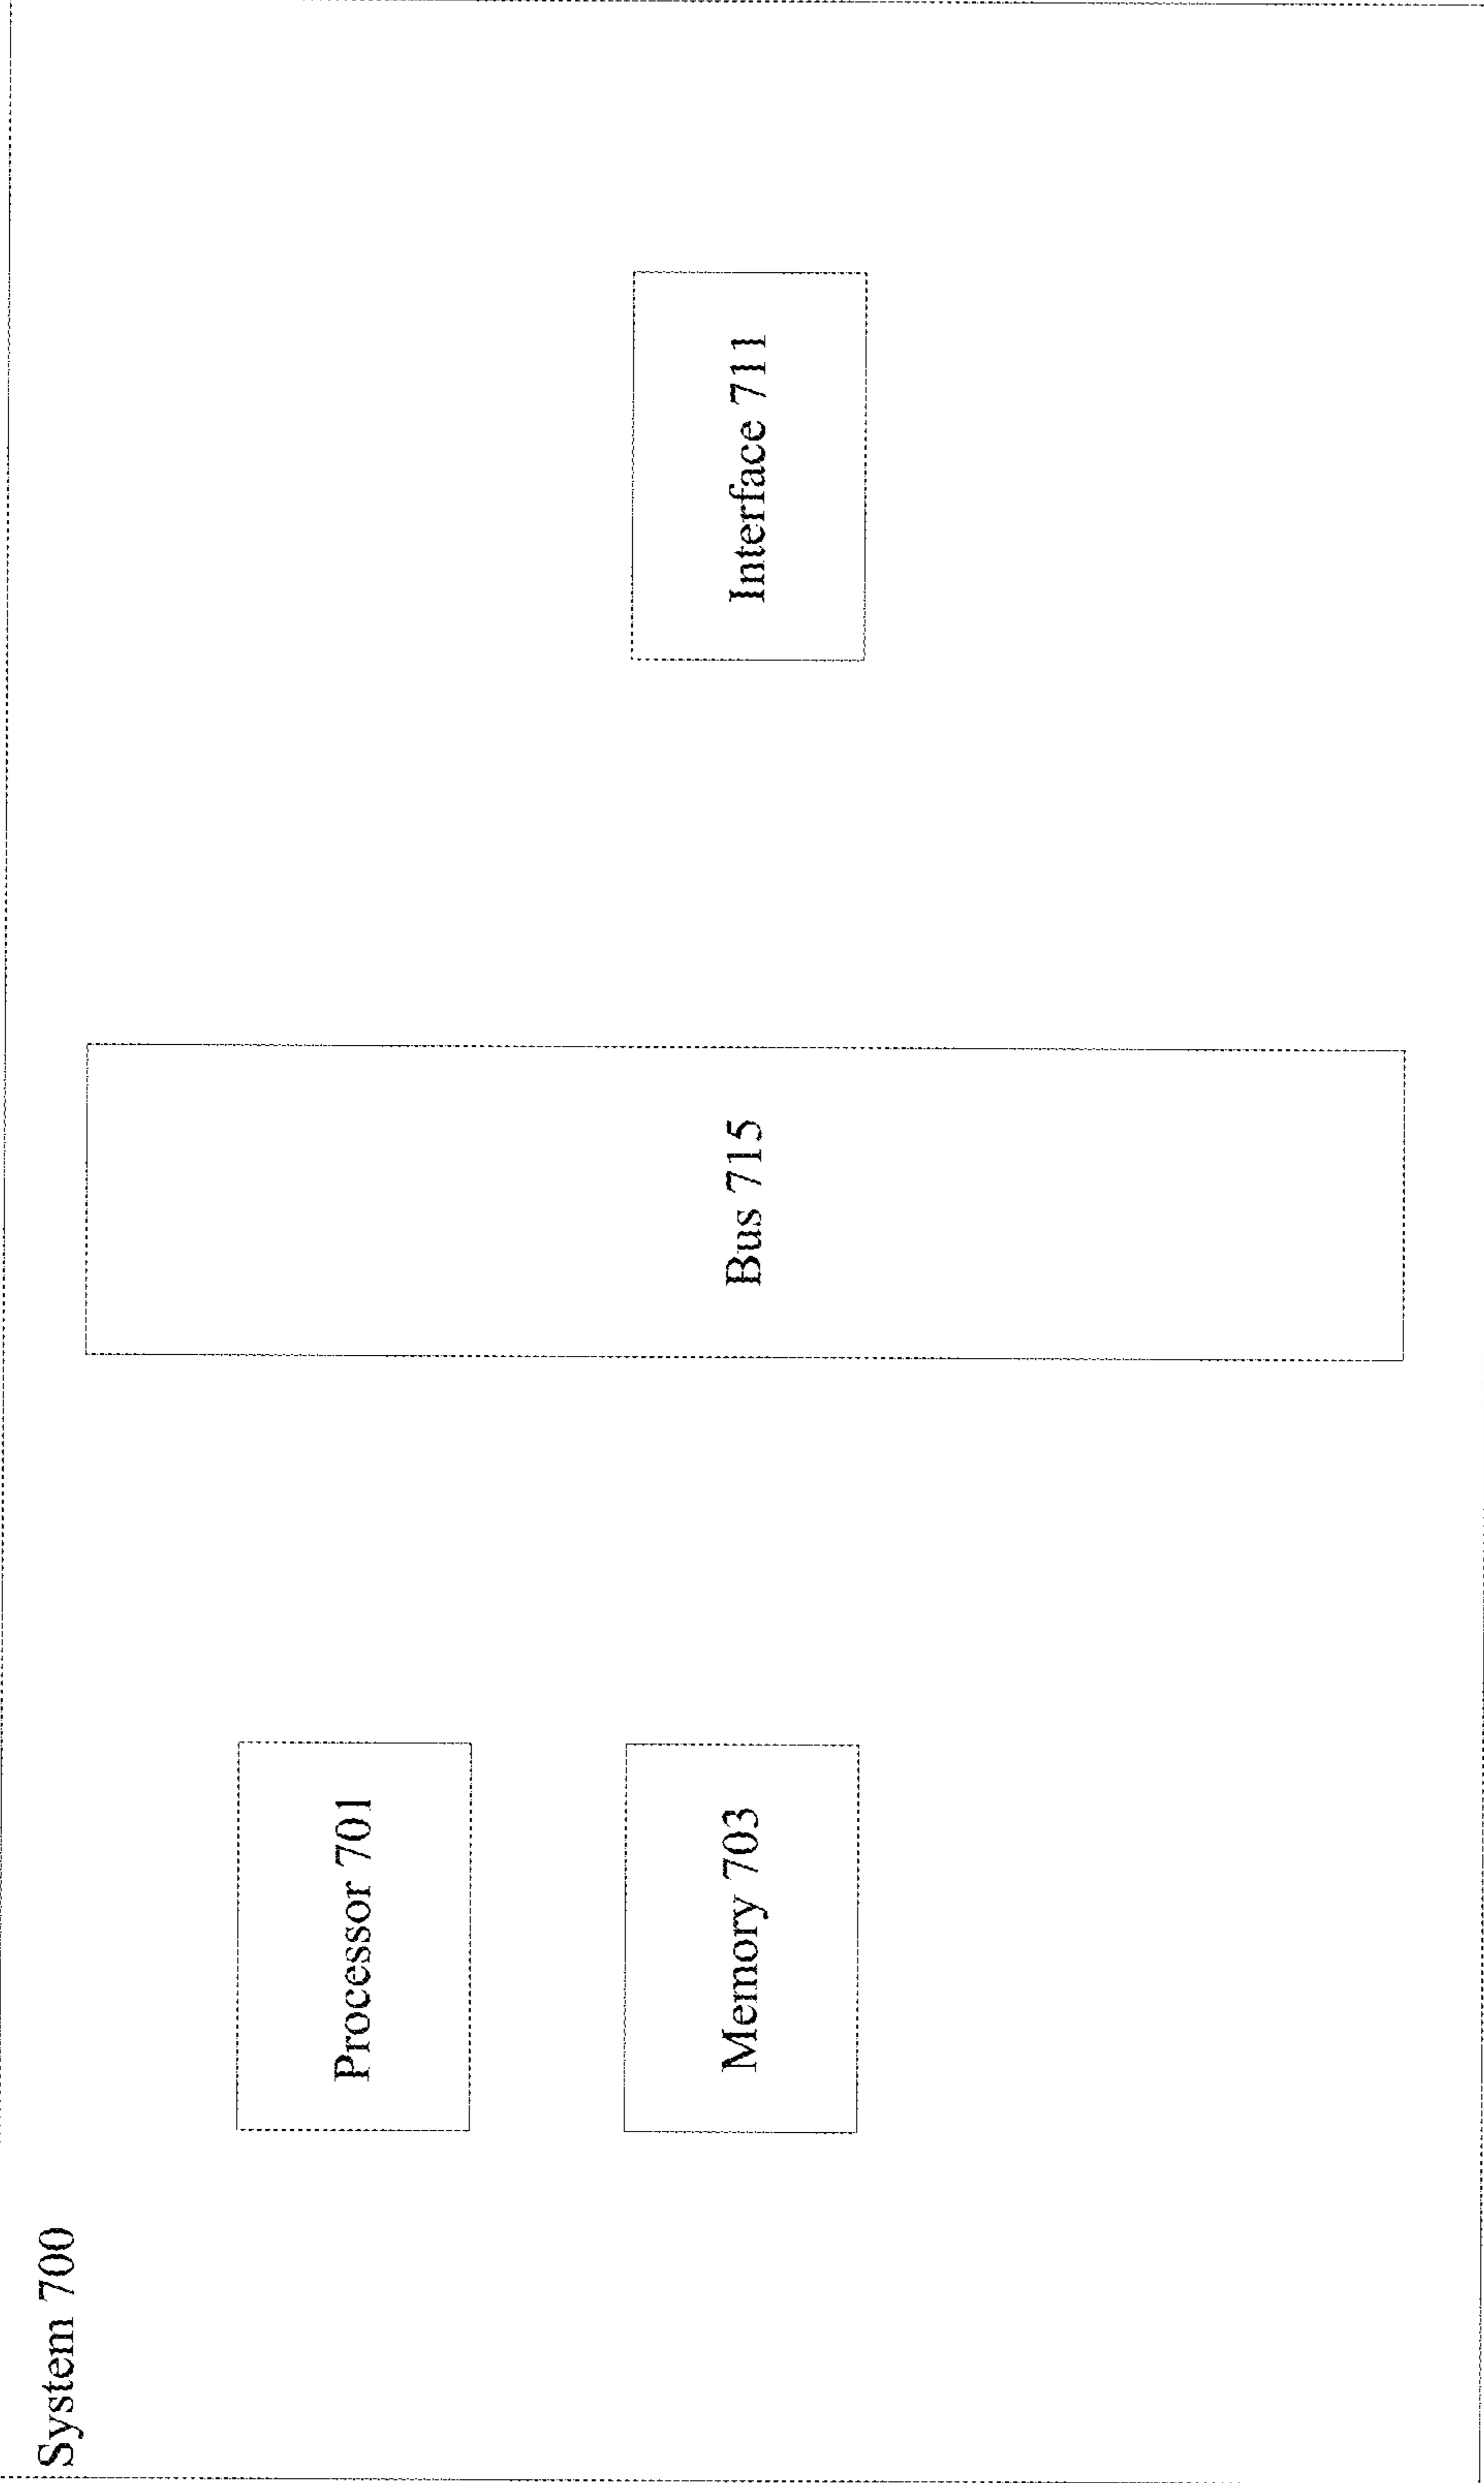 System 700
Processor 701
Memory 703
Bus 715
Interface 711